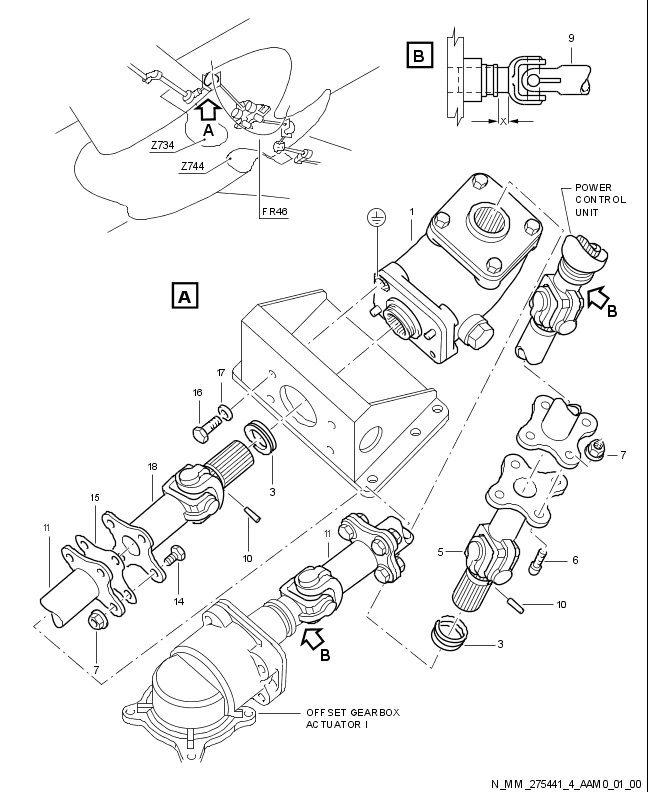 B
9
X
A
Z734
Z744
FR46
1
POWER
CONTROL
UNIT
B
A
17
16
18
3
15
11
10
14
7
11
7
5
6
10
3
B
OFFSET GEARBOX
ACTUATOR I
N_MM_275441_4_AAM0_01_00